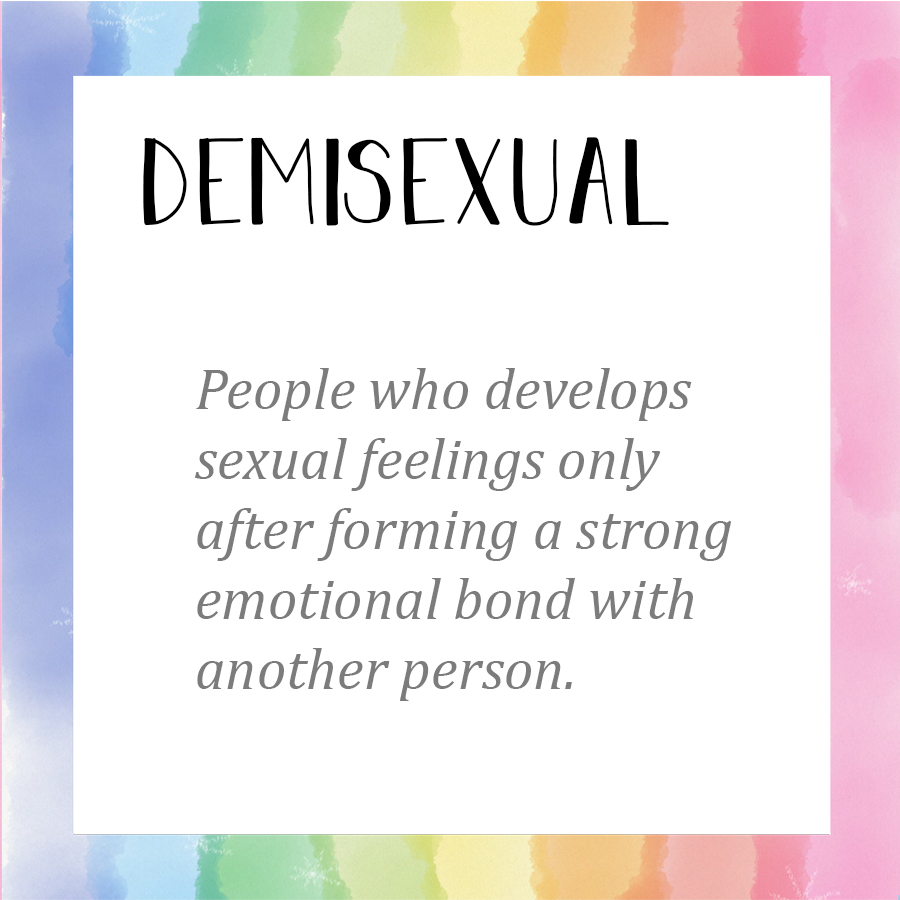 DEMISEXUAL
People who develops
sexual feelings only
after forming a strong
emotional bond with
another person.